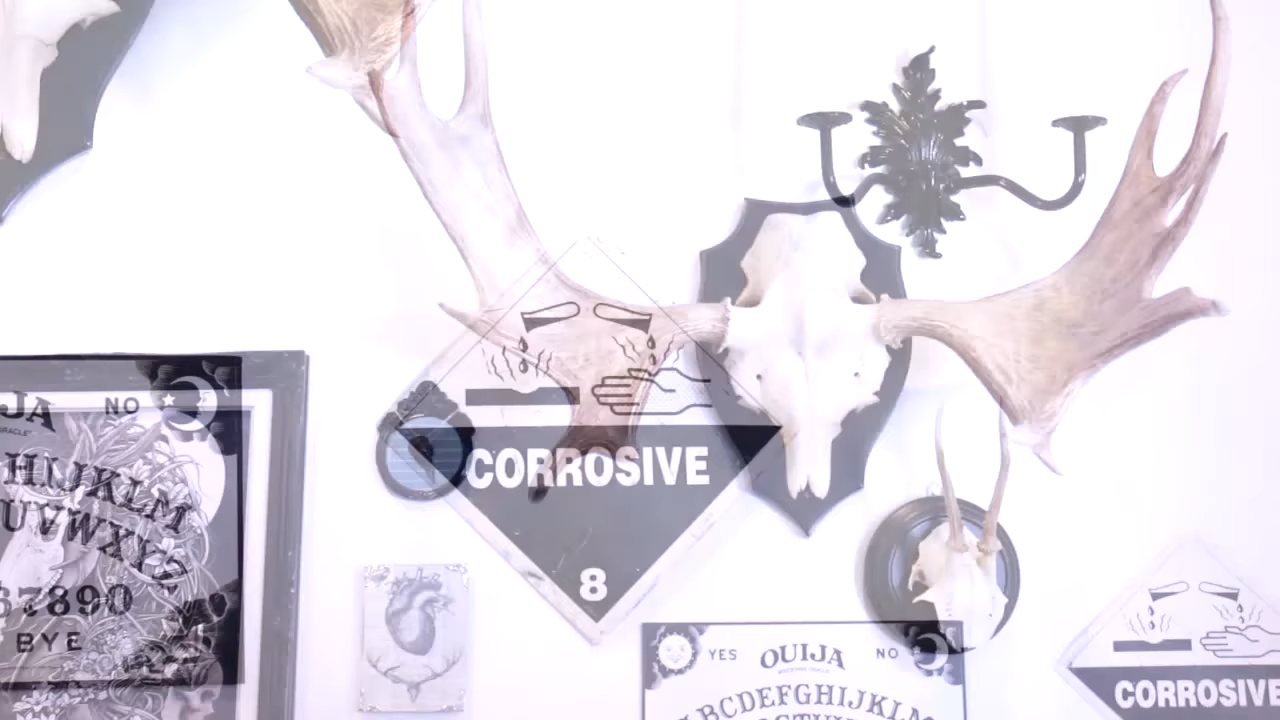 JA NO
HIJKLM
UVWXYZ
67890
BYE
CORROSIVE
8
YES OUIJA NO
ABCDEFGHIJKLM
CORROSIVE